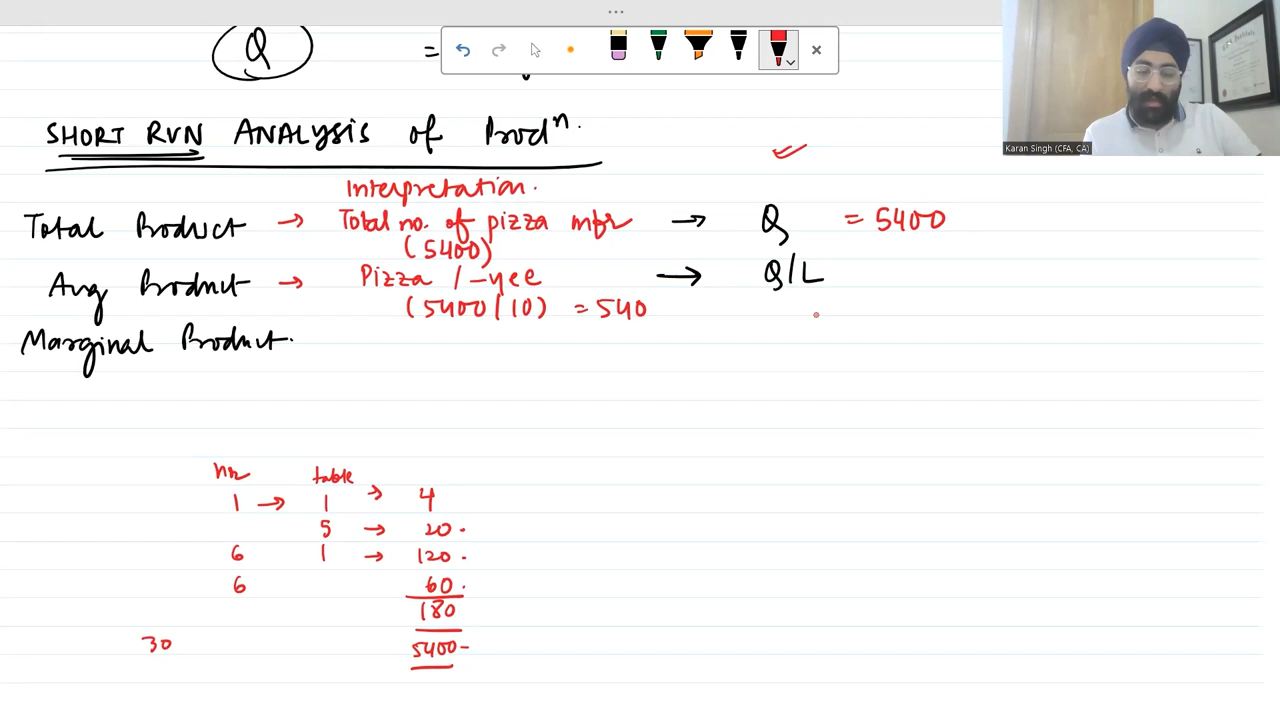 Q =
SHORT RUN ANALYSIS of Prodⁿ.
Interpretation.
Total Product → Total no. of pizza mfr → Q = 5400
(5400)
Avg Product → Pizza / -yee → Q/L
(5400/10) = 540
Marginal Product.
hr table
1 → 1 → 4
5 → 20.
6 1 → 120.
6 60.
180
30 5400-
Karan Singh (CFA, CA)